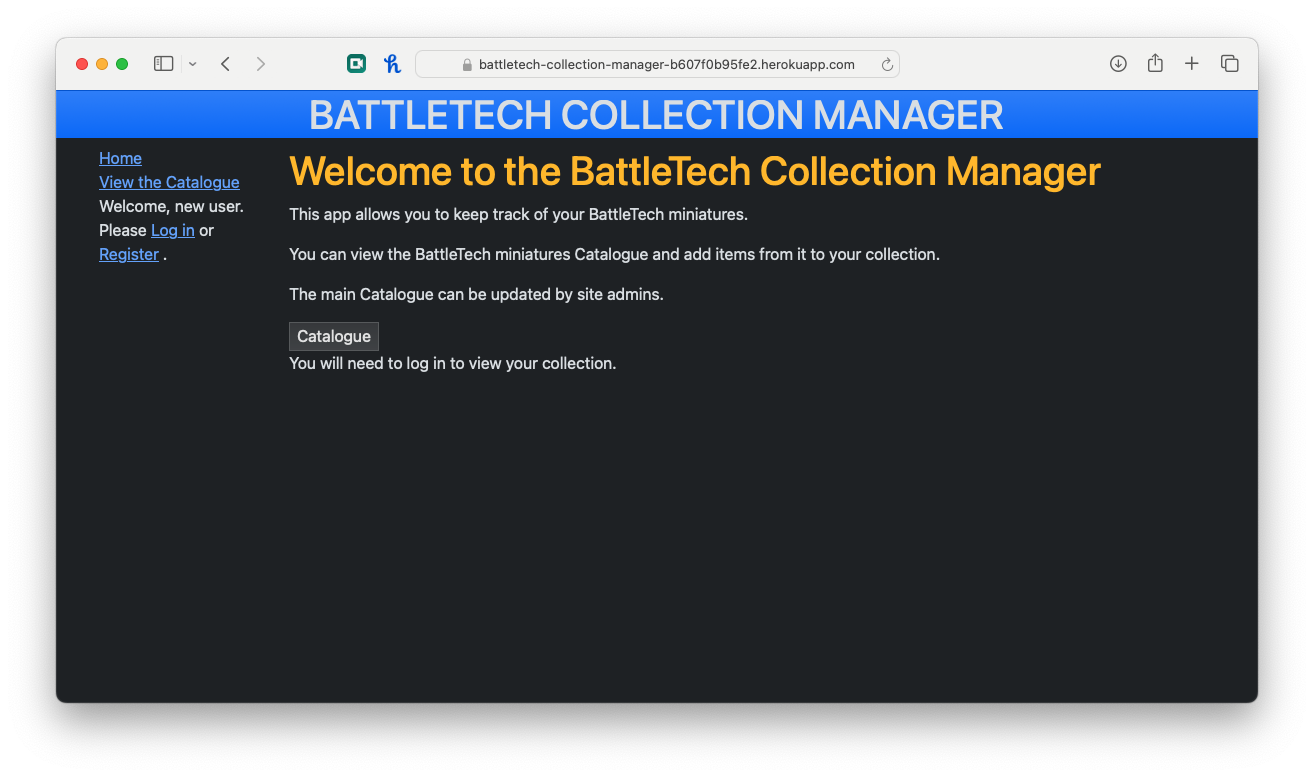 battletech-collection-manager-b607f0b95fe2.herokuapp.com
BATTLETECH COLLECTION MANAGER
Home
View the Catalogue
Welcome, new user.
Please Log in or
Register .
Welcome to the BattleTech Collection Manager
This app allows you to keep track of your BattleTech miniatures.
You can view the BattleTech miniatures Catalogue and add items from it to your collection.
The main Catalogue can be updated by site admins.
Catalogue
You will need to log in to view your collection.